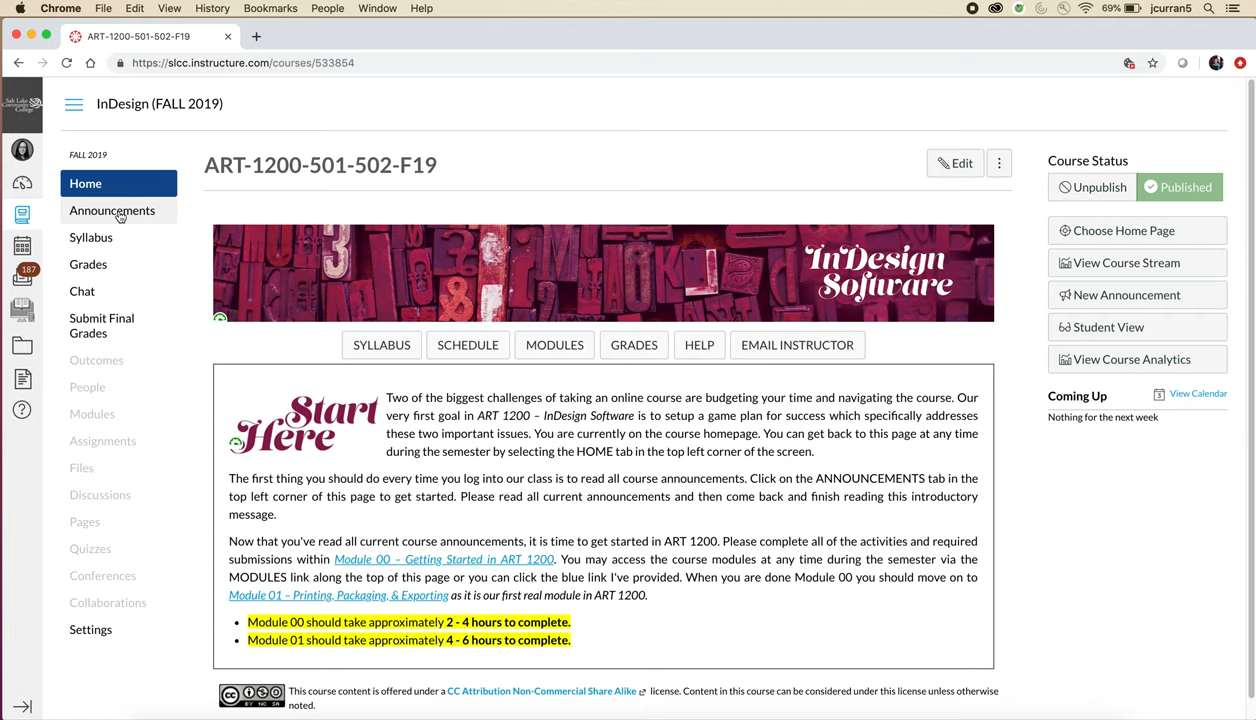 Chrome File Edit View History Bookmarks People Window Help 69% jcurran5
ART-1200-501-502-F19
https://slcc.instructure.com/courses/533854
Salt Lake
Community
College
InDesign (FALL 2019)
FALL 2019
Home
Announcements
Syllabus
Grades
Chat
Submit Final
Grades
Outcomes
People
Modules
Assignments
Files
Discussions
Pages
Quizzes
Conferences
Collaborations
Settings
187
ART-1200-501-502-F19
Edit
InDesign
Software
SYLLABUS SCHEDULE MODULES GRADES HELP EMAIL INSTRUCTOR
Start
Here
Two of the biggest challenges of taking an online course are budgeting your time and navigating the course. Our
very first goal in ART 1200 – InDesign Software is to setup a game plan for success which specifically addresses
these two important issues. You are currently on the course homepage. You can get back to this page at any time
during the semester by selecting the HOME tab in the top left corner of the screen.
The first thing you should do every time you log into our class is to read all course announcements. Click on the ANNOUNCEMENTS tab in the
top left corner of this page to get started. Please read all current announcements and then come back and finish reading this introductory
message.
Now that you've read all current course announcements, it is time to get started in ART 1200. Please complete all of the activities and required
submissions within Module 00 – Getting Started in ART 1200. You may access the course modules at any time during the semester via the
MODULES link along the top of this page or you can click the blue link I've provided. When you are done Module 00 you should move on to
Module 01 – Printing, Packaging, & Exporting as it is our first real module in ART 1200.
• Module 00 should take approximately 2 - 4 hours to complete.
• Module 01 should take approximately 4 - 6 hours to complete.
This course content is offered under a CC Attribution Non-Commercial Share Alike license. Content in this course can be considered under this license unless otherwise
noted.
Course Status
Unpublish Published
Choose Home Page
View Course Stream
New Announcement
Student View
View Course Analytics
Coming Up 3 View Calendar
Nothing for the next week